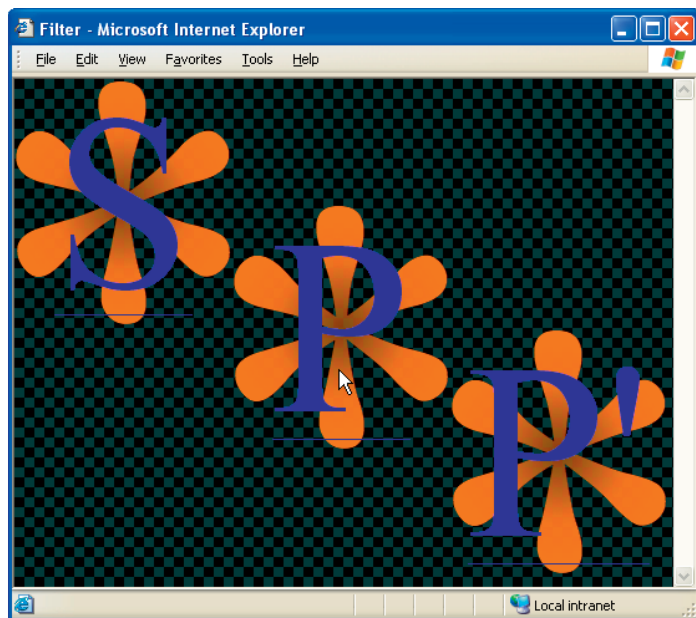 Filter - Microsoft Internet Explorer
File Edit View Favorites Tools Help
S
P
P'
Local intranet